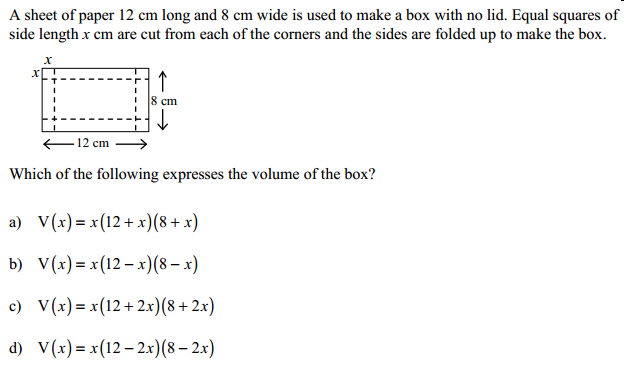 A sheet of paper 12 cm long and 8 cm wide is used to make a box with no lid. Equal squares of
side length x cm are cut from each of the corners and the sides are folded up to make the box.
x
x
8 cm
12 cm
Which of the following expresses the volume of the box?
a) V(x) = x(12 + x)(8 + x)
b) V(x) = x(12 – x)(8 – x)
c) V(x) = x(12 + 2x)(8 + 2x)
d) V(x) = x(12 – 2x)(8 – 2x)